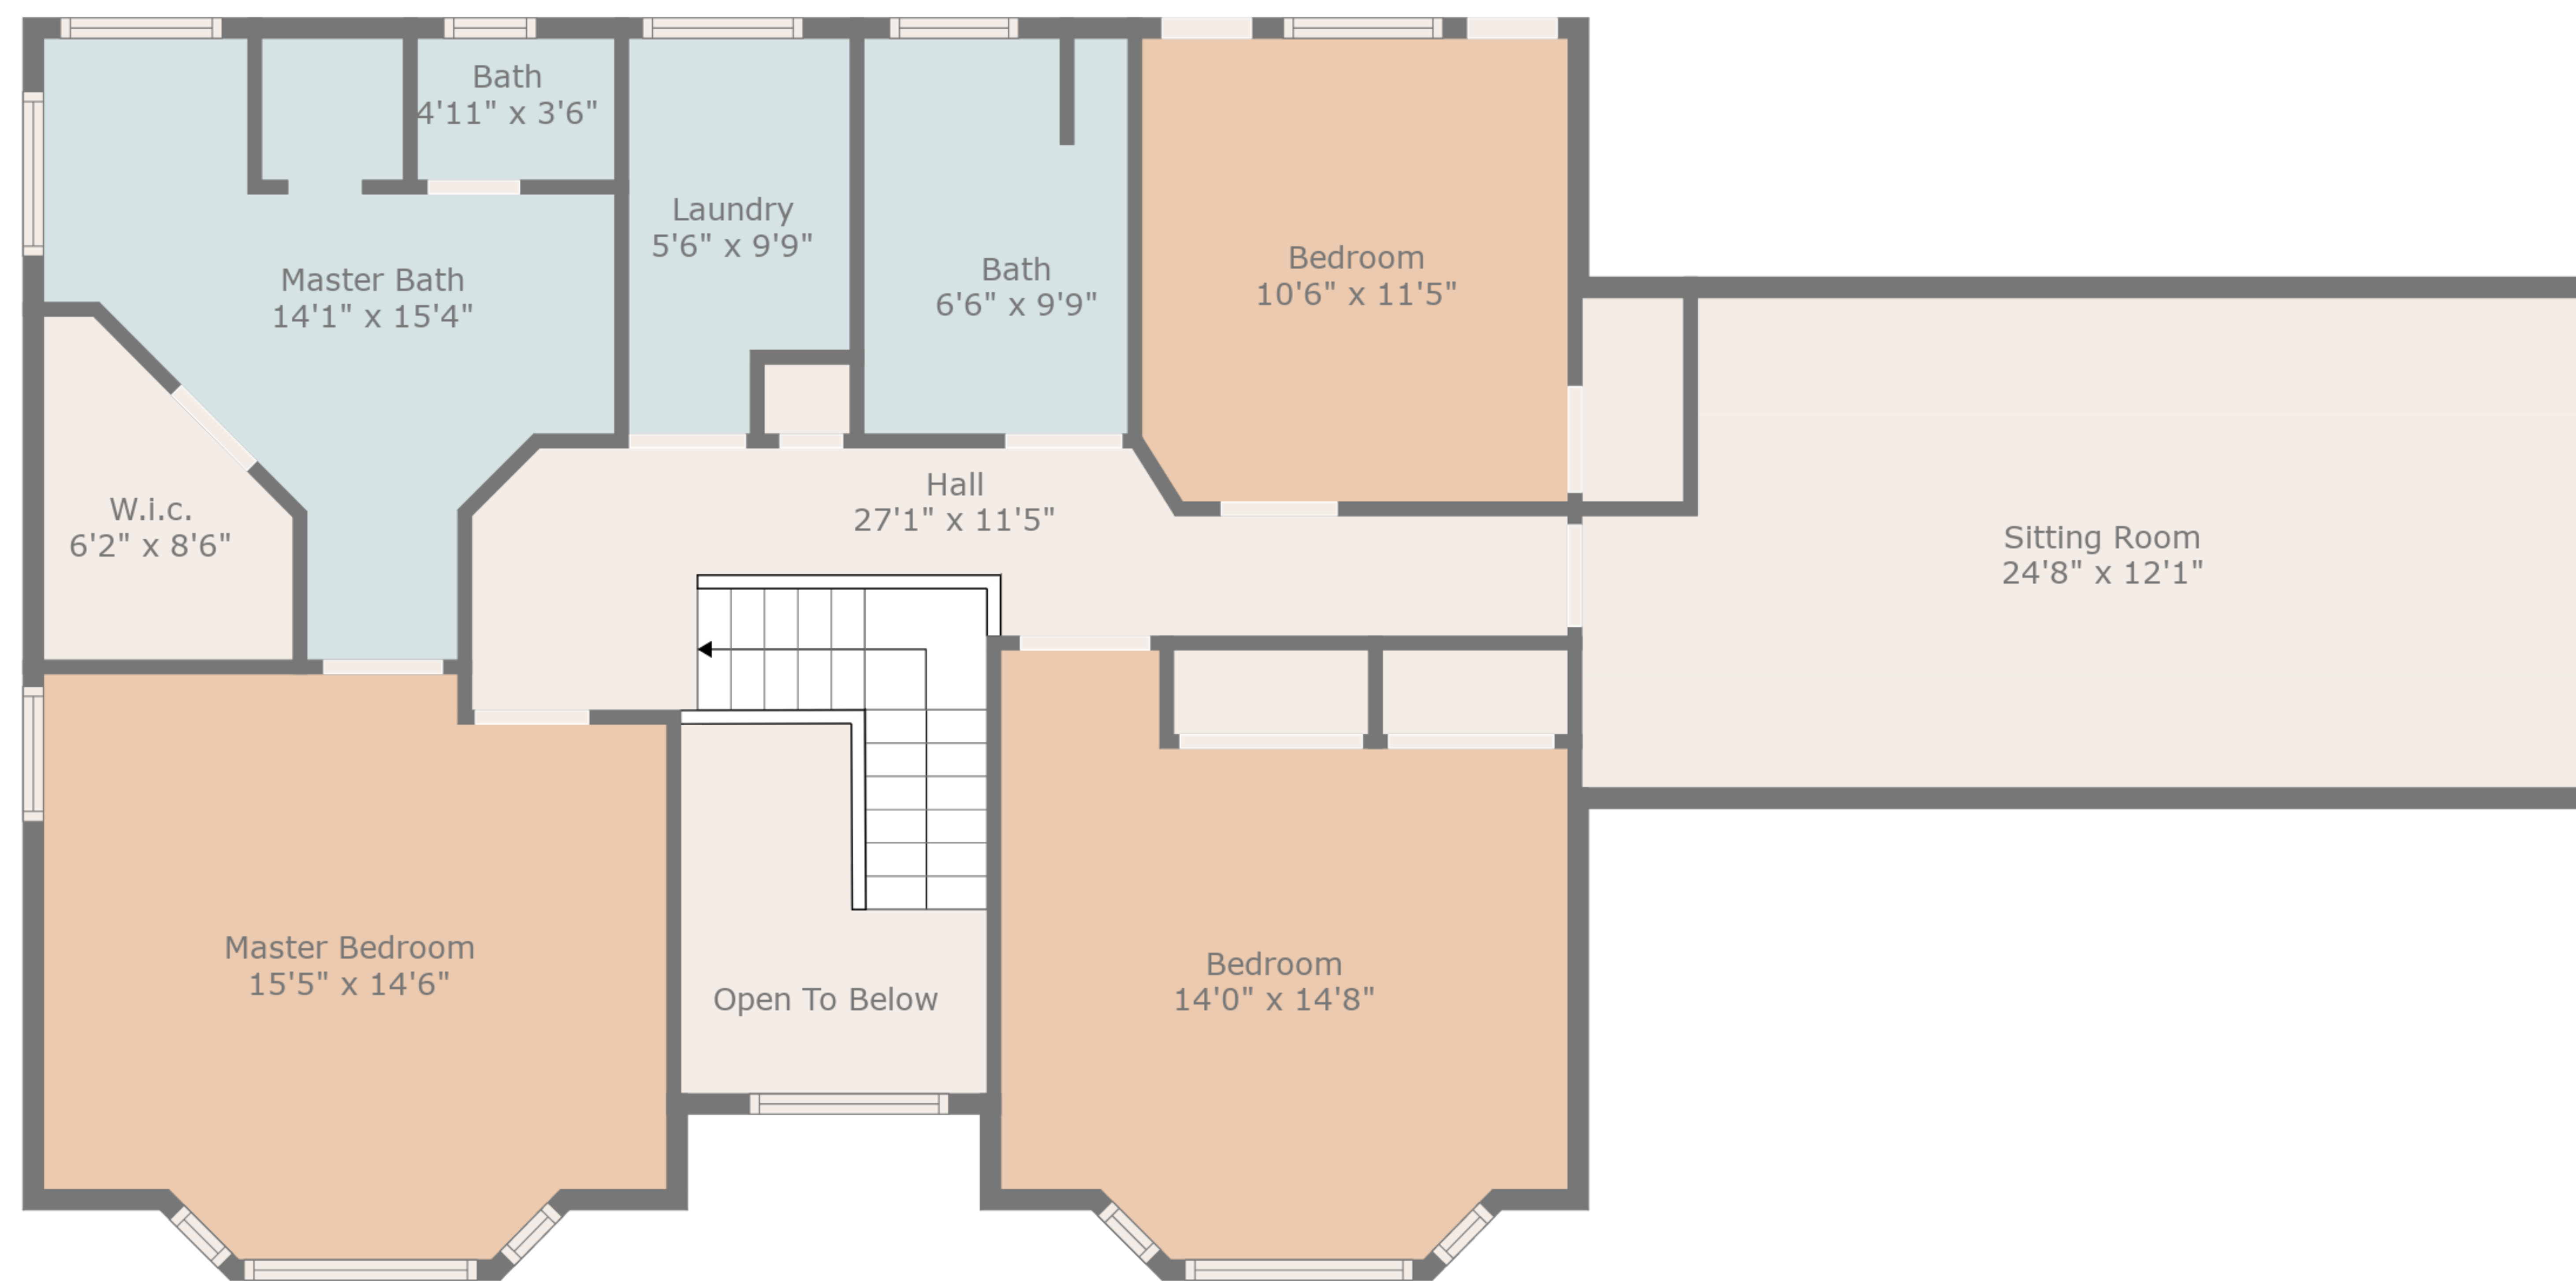 Bath
4'11" x 3'6"
Laundry
5'6" x 9'9"
Master Bath
14'1" x 15'4"
Bath
6'6" x 9'9"
Bedroom
10'6" x 11'5"
W.i.c.
6'2" x 8'6"
Hall
27'1" x 11'5"
Sitting Room
24'8" x 12'1"
Master Bedroom
15'5" x 14'6"
Open To Below
Bedroom
14'0" x 14'8"